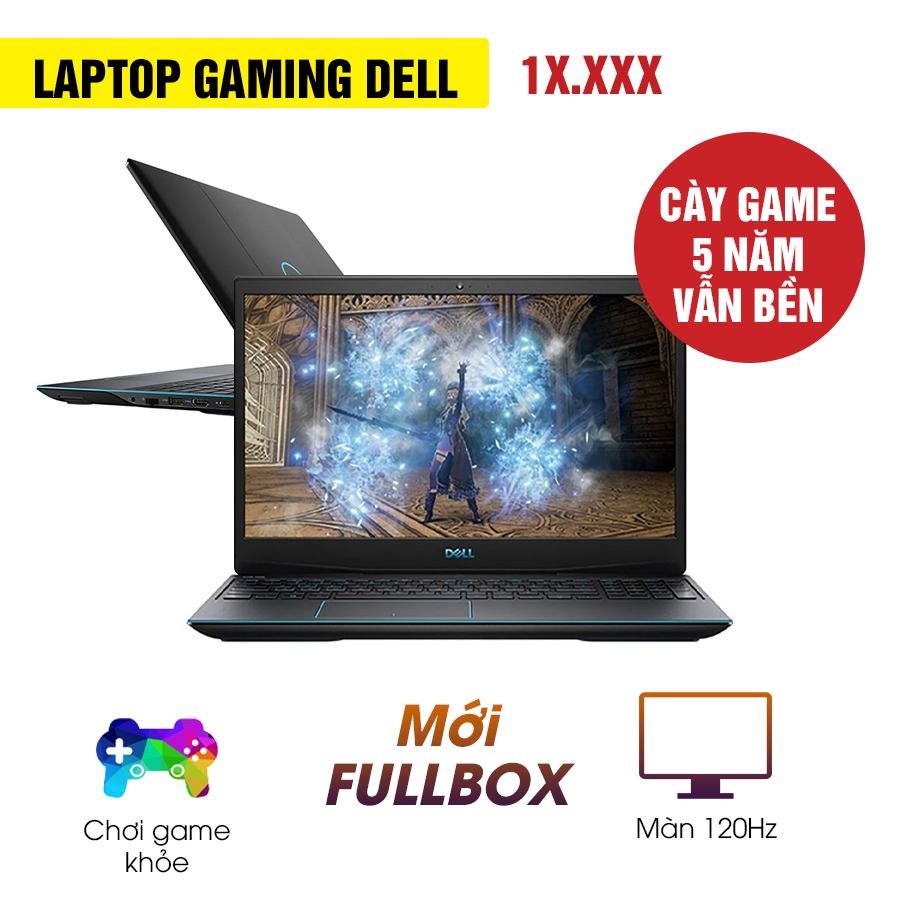 LAPTOP GAMING DELL
1X.XXX
CÀY GAME
5 NĂM
VẪN BỀN
DELL
Mới
FULLBOX
Chơi game
khỏe
Màn 120Hz